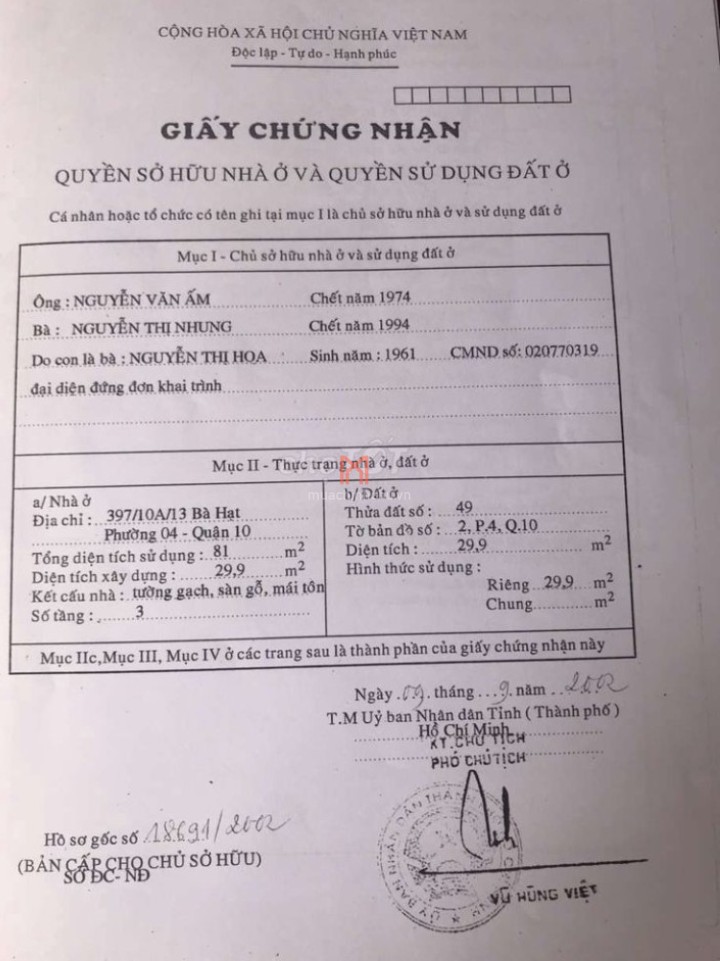 CỘNG HÒA XÃ HỘI CHỦ NGHĨA VIỆT NAM
Độc lập - Tự do - Hạnh phúc
GIẤY CHỨNG NHẬN
QUYỀN SỞ HỮU NHÀ Ở VÀ QUYỀN SỬ DỤNG ĐẤT Ở
Cá nhân hoặc tổ chức có tên ghi tại mục I là chủ sở hữu nhà ở và sử dụng đất ở
Mục I - Chủ sở hữu nhà ở và sử dụng đất ở
Ông : NGUYỄN VĂN ẤM Chết năm 1974
Bà : NGUYỄN THỊ NHUNG Chết năm 1994
Do con là bà : NGUYỄN THỊ HOA Sinh năm : 1961 CMND số: 020770319
đại diện đứng đơn khai trình
Mục II - Thực trạng nhà ở, đất ở
a/ Nhà ở
Địa chỉ : 397/10A/13 Bà Hạt
Phường 04 - Quận 10
Tổng diện tích sử dụng : 81 m2
Diện tích xây dựng : 29,9 m2
Kết cấu nhà : tường gạch, sàn gỗ, mái tôn
Số tầng : 3
b/ Đất ở
Thửa đất số : 49
Tờ bản đồ số : 2, P.4, Q.10
Diện tích : 29,9 m2
Hình thức sử dụng :
Riêng 29,9 m2
Chung m2
Mục IIc,Mục III, Mục IV ở các trang sau là thành phần của giấy chứng nhận này
Ngày 09 tháng 9 năm 2002
T.M Uỷ ban Nhân dân Tỉnh ( Thành phố )
Hồ Chí Minh
KT.CHỦ TỊCH
PHÓ CHỦ TỊCH
Hồ sơ gốc số 18691/2002
(BẢN CẤP CHO CHỦ SỞ HỮU)
SỞ ĐC- NĐ
VŨ HÙNG VIỆT